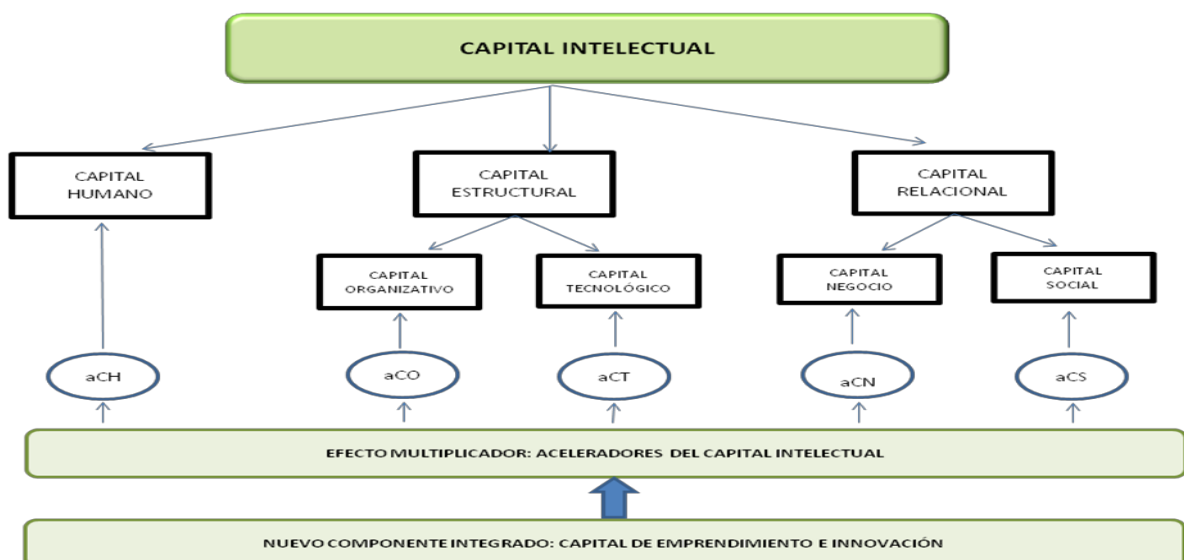 CAPITAL INTELECTUAL
CAPITAL
HUMANO
CAPITAL
ESTRUCTURAL
CAPITAL
RELACIONAL
CAPITAL
ORGANIZATIVO
CAPITAL
TECNOLÓGICO
CAPITAL
NEGOCIO
CAPITAL
SOCIAL
aCH
aCO
aCT
aCN
aCS
EFECTO MULTIPLICADOR: ACELERADORES DEL CAPITAL INTELECTUAL
NUEVO COMPONENTE INTEGRADO: CAPITAL DE EMPRENDIMIENTO E INNOVACIÓN